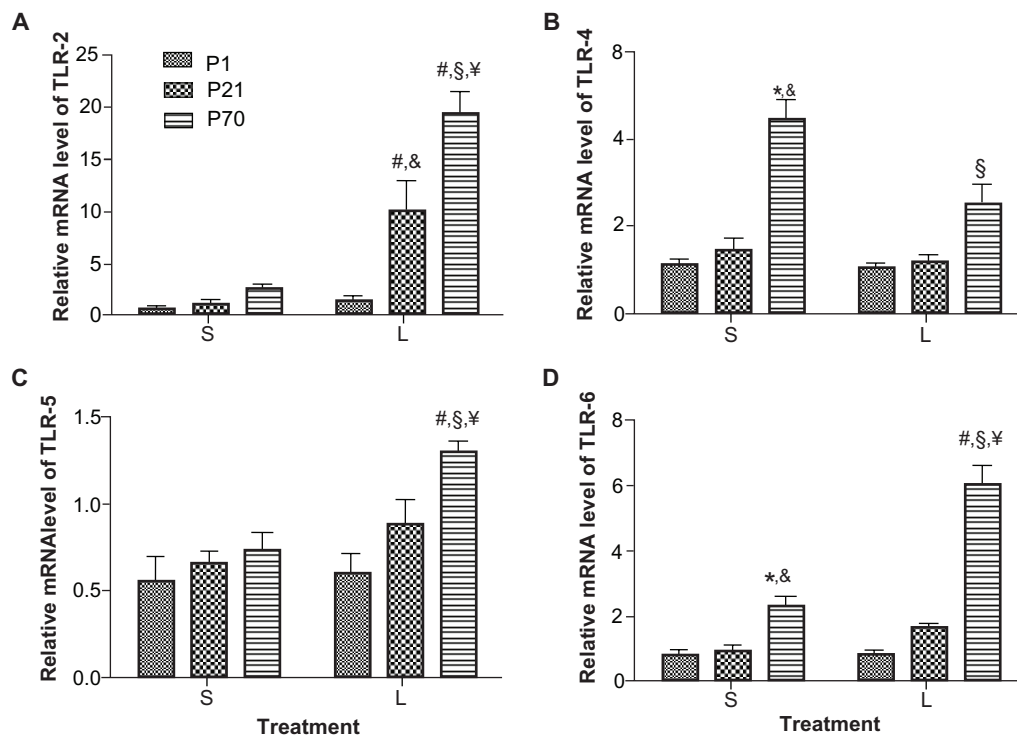 A
Relative mRNA level of TLR-2
25
20
15
10
5
0
P1
P21
P70
#,&
#,§,¥
S
L
B
Relative mRNA level of TLR-4
8
4
2
0
*,&
§
S
L
C
Relative mRNAlevel of TLR-5
1.5
1.0
0.5
0.0
#,§,¥
S
L
Treatment
D
Relative mRNA level of TLR-6
8
6
4
2
0
*,&
#,§,¥
S
L
Treatment